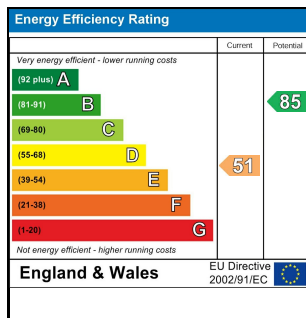 Energy Efficiency Rating
Current Potential
Very energy efficient - lower running costs
(92 plus) A
(81-91) B
85
(69-80) C
(55-68) D
51
(39-54) E
(21-38) F
(1-20) G
Not energy efficient - higher running costs
England & Wales
EU Directive
2002/91/EC